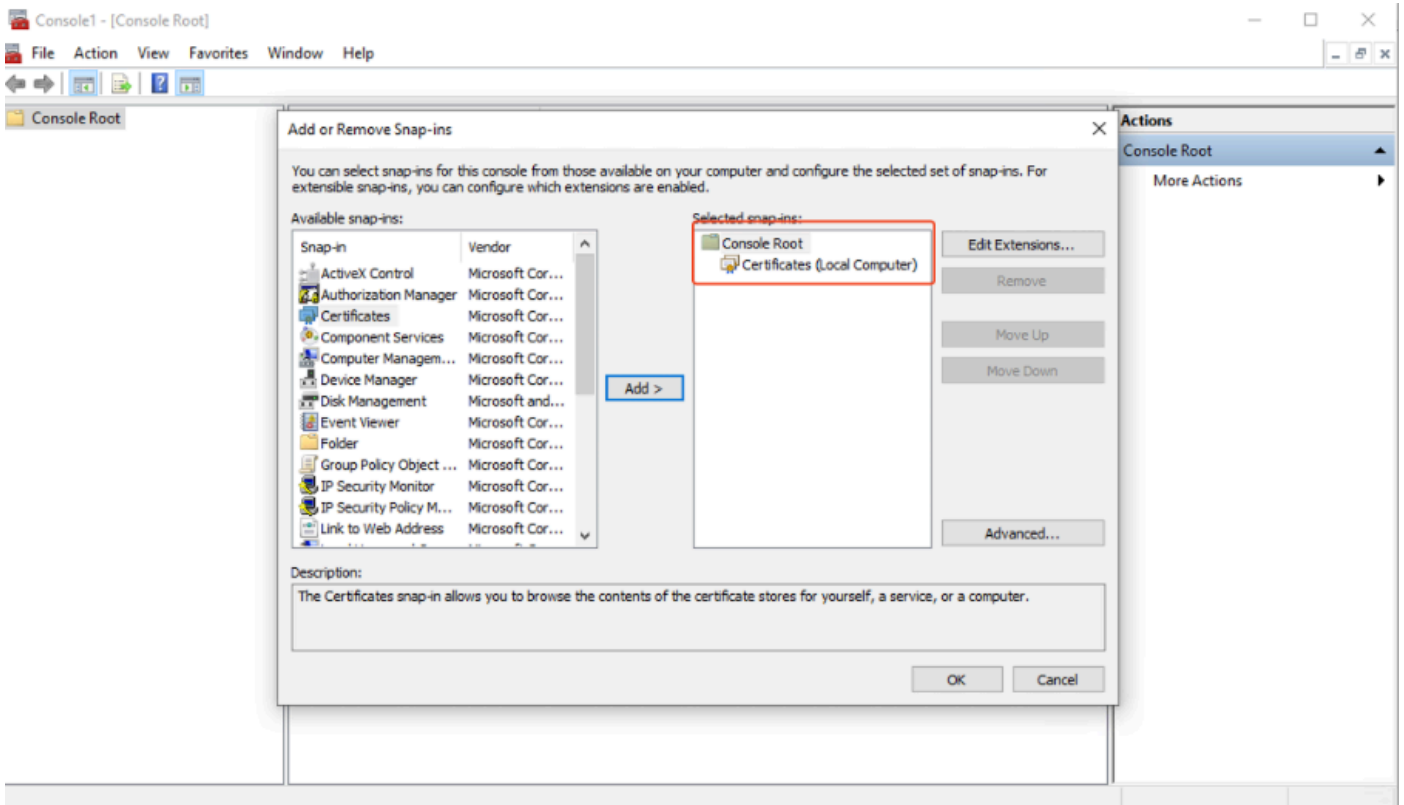 Console1 - [Console Root]
File Action View Favorites Window Help
Console Root
Add or Remove Snap-ins
You can select snap-ins for this console from those available on your computer and configure the selected set of snap-ins. For
extensible snap-ins, you can configure which extensions are enabled.
Available snap-ins:
Snap-in Vendor
ActiveX Control Microsoft Cor...
Authorization Manager Microsoft Cor...
Certificates Microsoft Cor...
Component Services Microsoft Cor...
Computer Managem... Microsoft Cor...
Device Manager Microsoft Cor...
Disk Management Microsoft and...
Event Viewer Microsoft Cor...
Folder Microsoft Cor...
Group Policy Object ... Microsoft Cor...
IP Security Monitor Microsoft Cor...
IP Security Policy M... Microsoft Cor...
Link to Web Address Microsoft Cor...
Add >
Selected snap-ins:
Console Root
Certificates (Local Computer)
Edit Extensions...
Remove
Move Up
Move Down
Advanced...
Description:
The Certificates snap-in allows you to browse the contents of the certificate stores for yourself, a service, or a computer.
OK Cancel
Actions
Console Root
More Actions